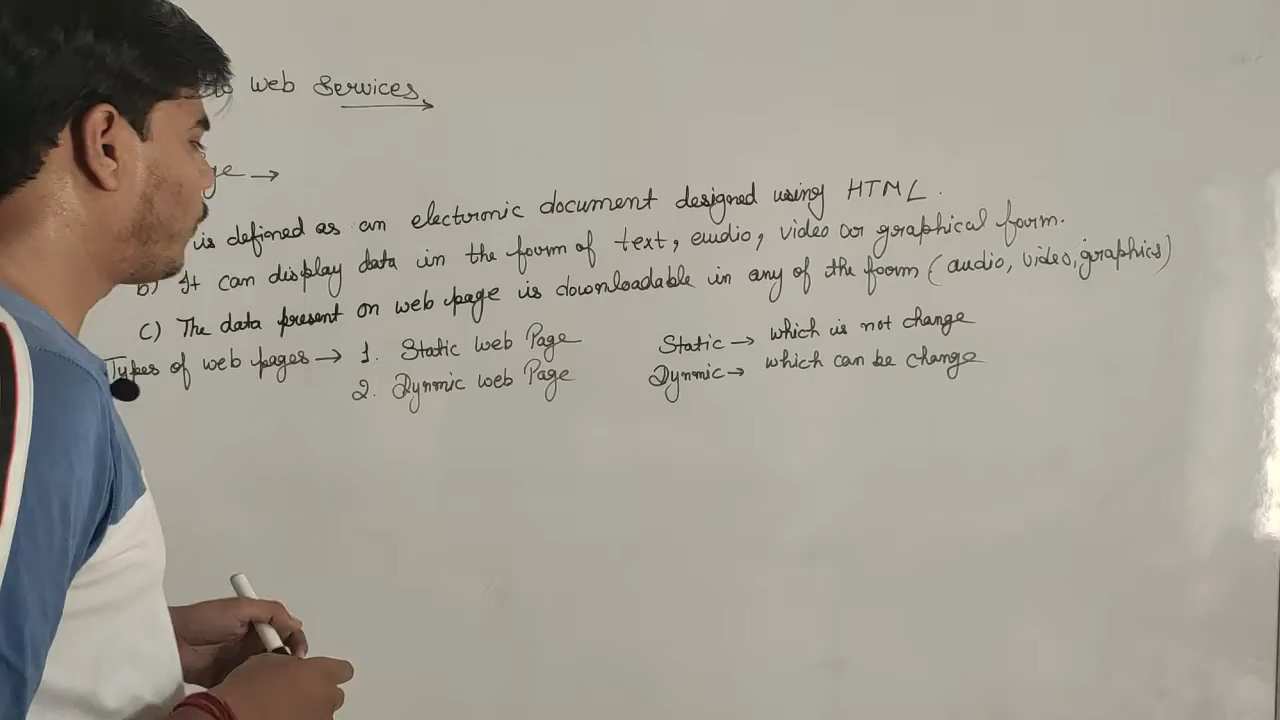 web Services
ge →
is defined as an electronic document designed using HTML.
b) It can display data in the form of text, audio, video or graphical form.
c) The data present on web page is downloadable in any of the form (audio, video, graphics)
Types of web pages → 1. Static web Page Static → which is not change
2. Dynmic web Page Dynmic → which can be change